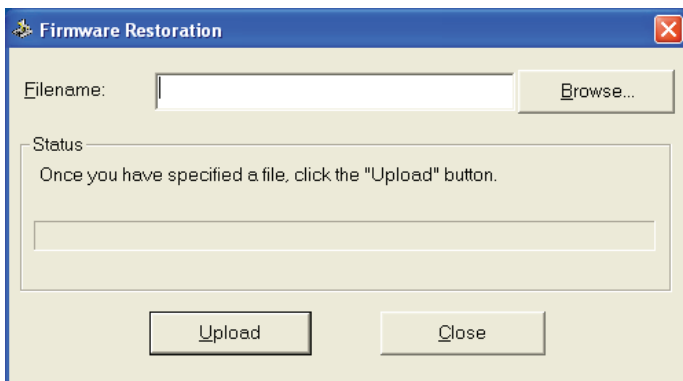 Firmware Restoration
Filename:
Browse...
Status
Once you have specified a file, click the "Upload" button.
Upload
Close